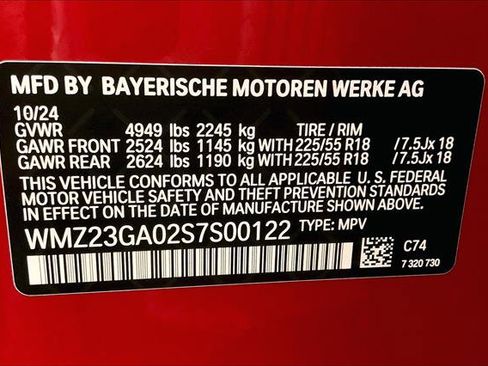 MFD BY BAYERISCHE MOTOREN WERKE AG
10/24
GVWR 4949 lbs 2245 kg TIRE / RIM
GAWR FRONT 2524 lbs 1145 kg WITH 225/55 R18 /7.5Jx 18
GAWR REAR 2624 lbs 1190 kg WITH 225/55 R18 /7.5Jx 18
THIS VEHICLE CONFORMS TO ALL APPLICABLE U. S. FEDERAL
MOTOR VEHICLE SAFETY AND THEFT PREVENTION STANDARDS
IN EFFECT ON THE DATE OF MANUFACTURE SHOWN ABOVE.
WMZ23GA02S7S00122 TYPE: MPV
C74
7 320 730